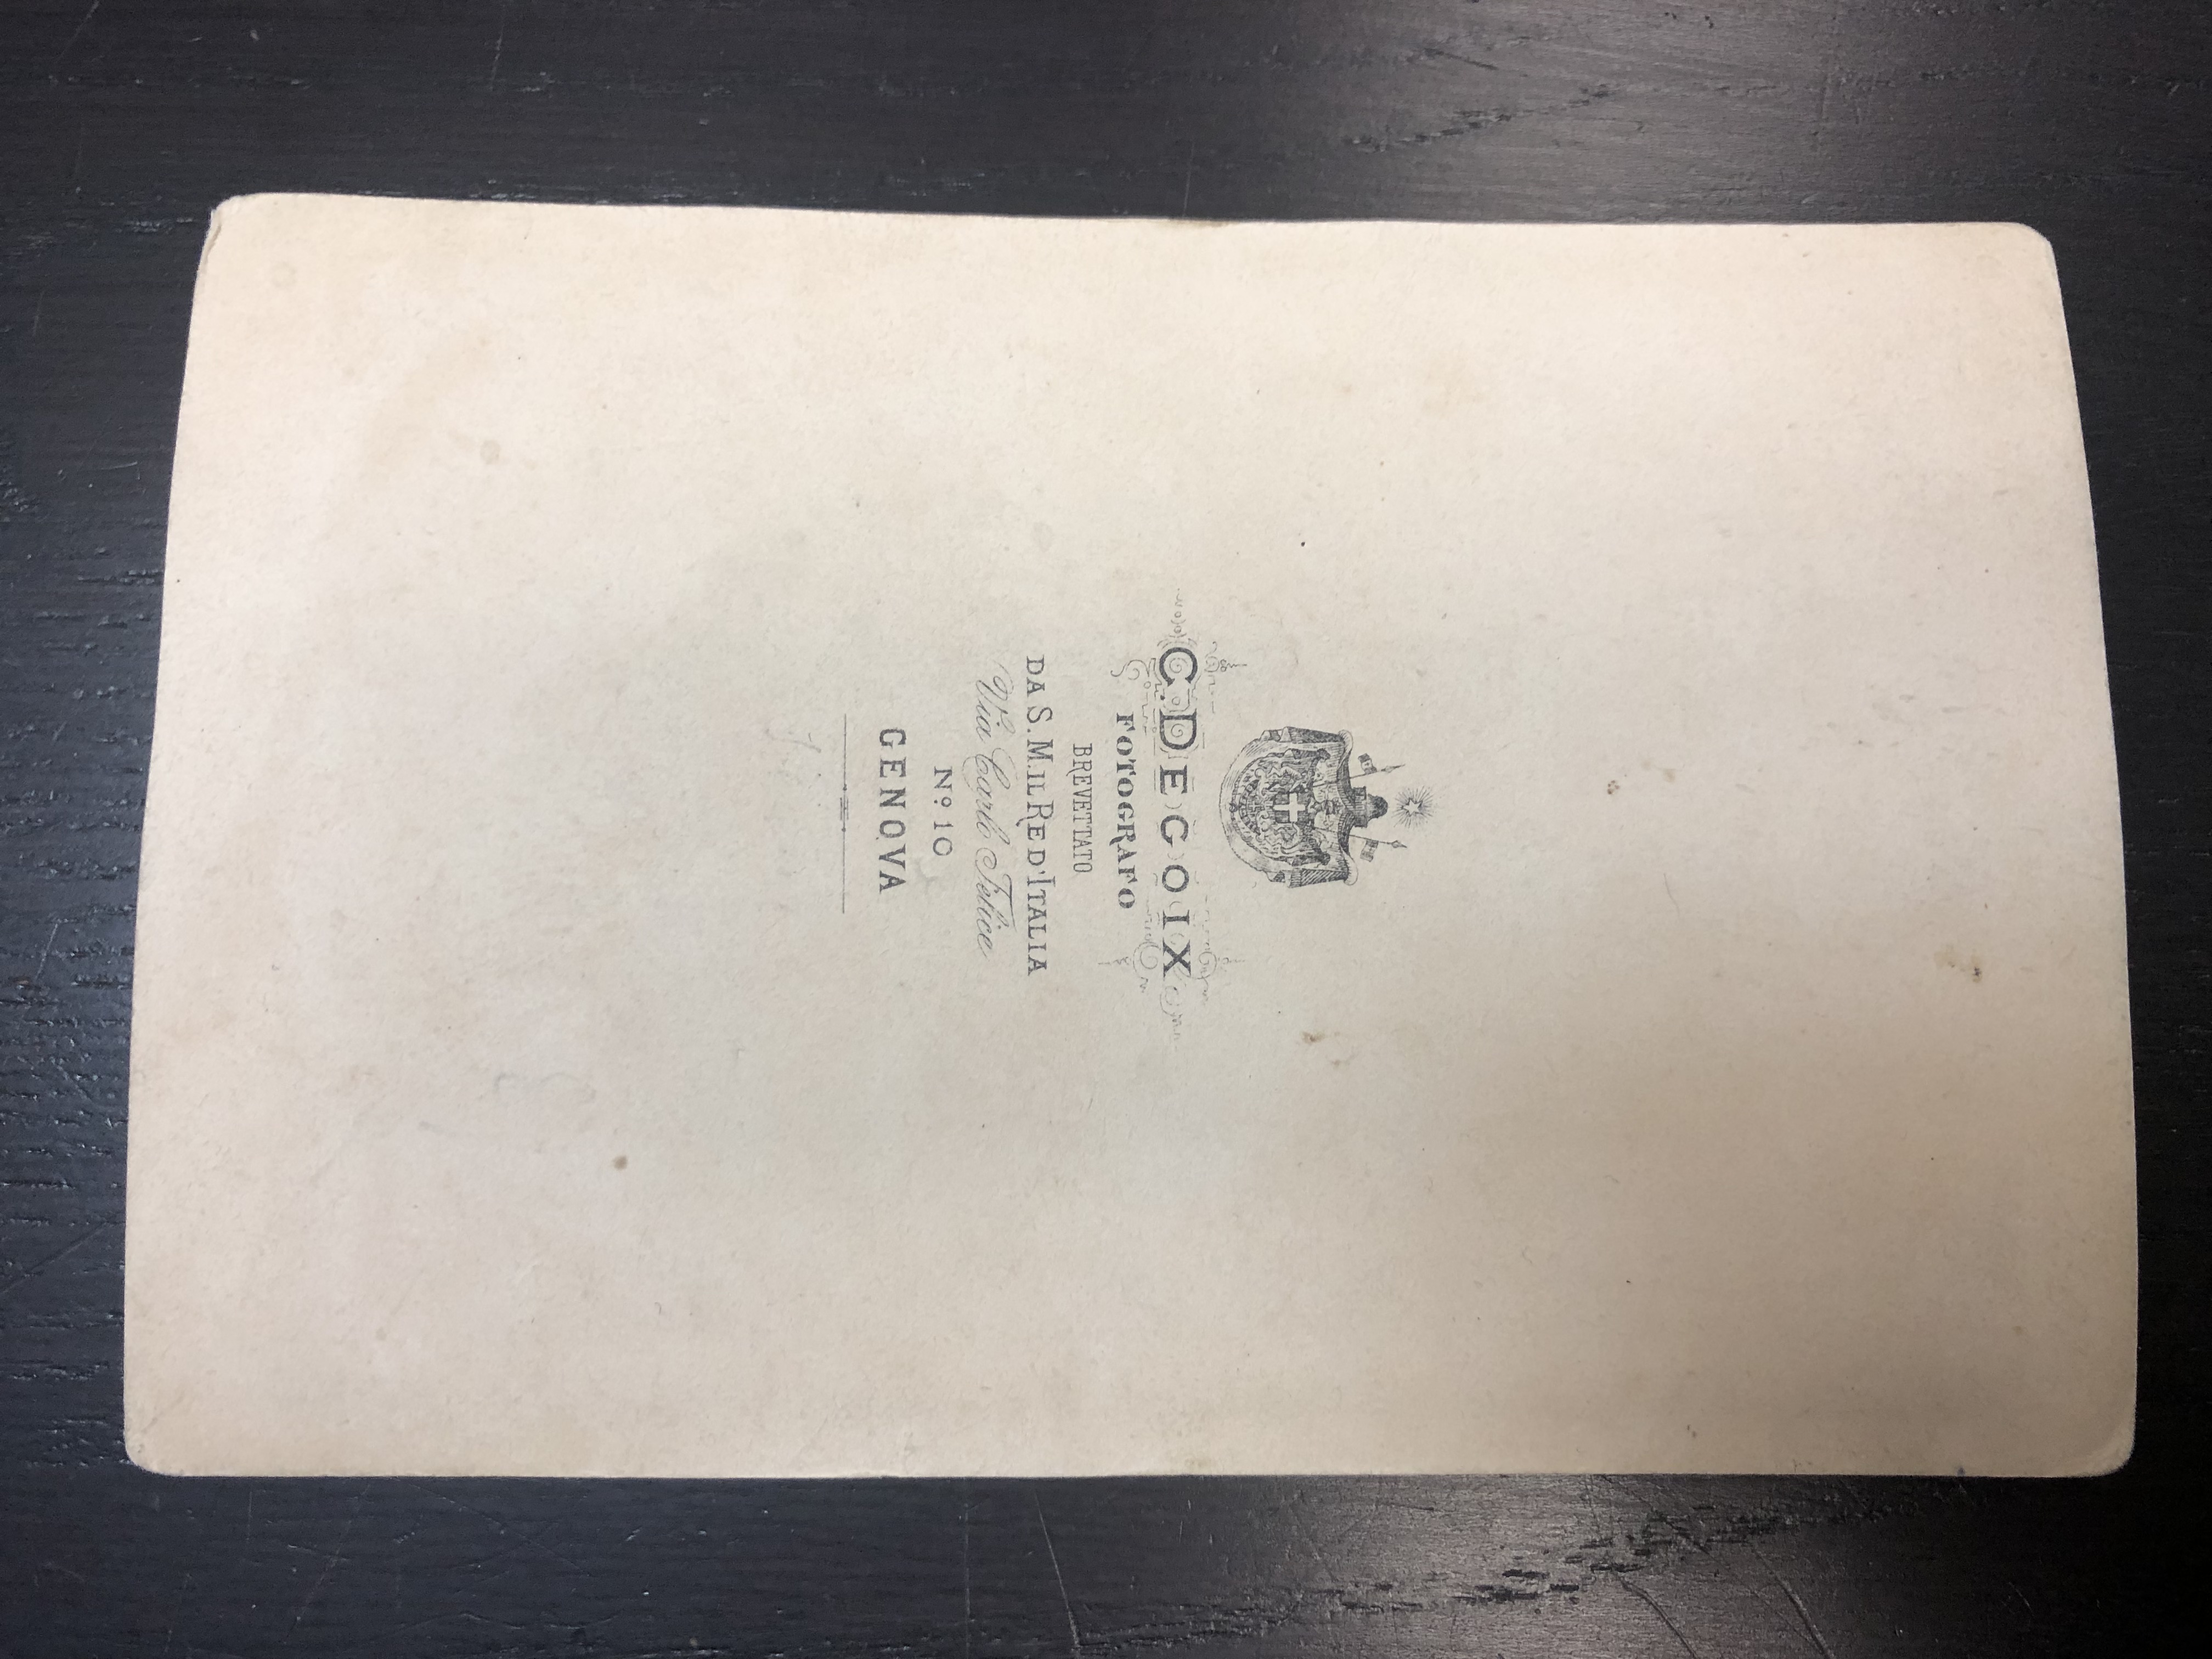 C. DEGOIX
FOTOGRAFO
BREVETTATO
DA S. M. IL RE D'ITALIA
Via Carlo Felice
Nº 10
GENOVA